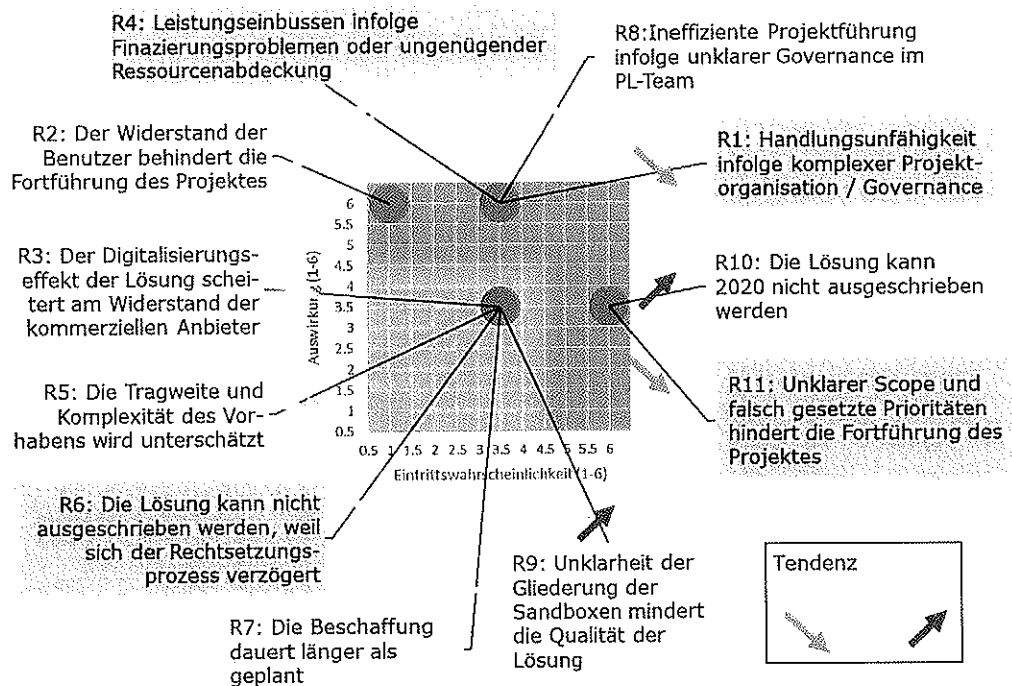 R4: Leistungseinbussen infolge
Finazierungsproblemen oder ungenügender
Ressourcenabdeckung
R8:Ineffiziente Projektführung
infolge unklarer Governance im
PL-Team
R2: Der Widerstand der
Benutzer behindert die
Fortführung des Projektes
R1: Handlungsunfähigkeit
infolge komplexer Projekt-
organisation / Governance
R3: Der Digitalisierungs-
effekt der Lösung schei-
tert am Widerstand der
kommerziellen Anbieter
R10: Die Lösung kann
2020 nicht ausgeschrieben
werden
R5: Die Tragweite und
Komplexität des Vor-
habens wird unterschätzt
R11: Unklarer Scope und
falsch gesetzte Prioritäten
hindert die Fortführung des
Projektes
Auswirkung (1-6)
6
5.5
5
4.5
4
3.5
3
2.5
2
1.5
1
0.5
0.5 1 1.5 2 2.5 3 3.5 4 4.5 5 5.5 6
Eintrittswahrscheinlichkeit (1-6)
R6: Die Lösung kann nicht
ausgeschrieben werden, weil
sich der Rechtsetzungs-
prozess verzögert
R7: Die Beschaffung
dauert länger als
geplant
R9: Unklarheit der
Gliederung der
Sandboxen mindert
die Qualität der
Lösung
Tendenz